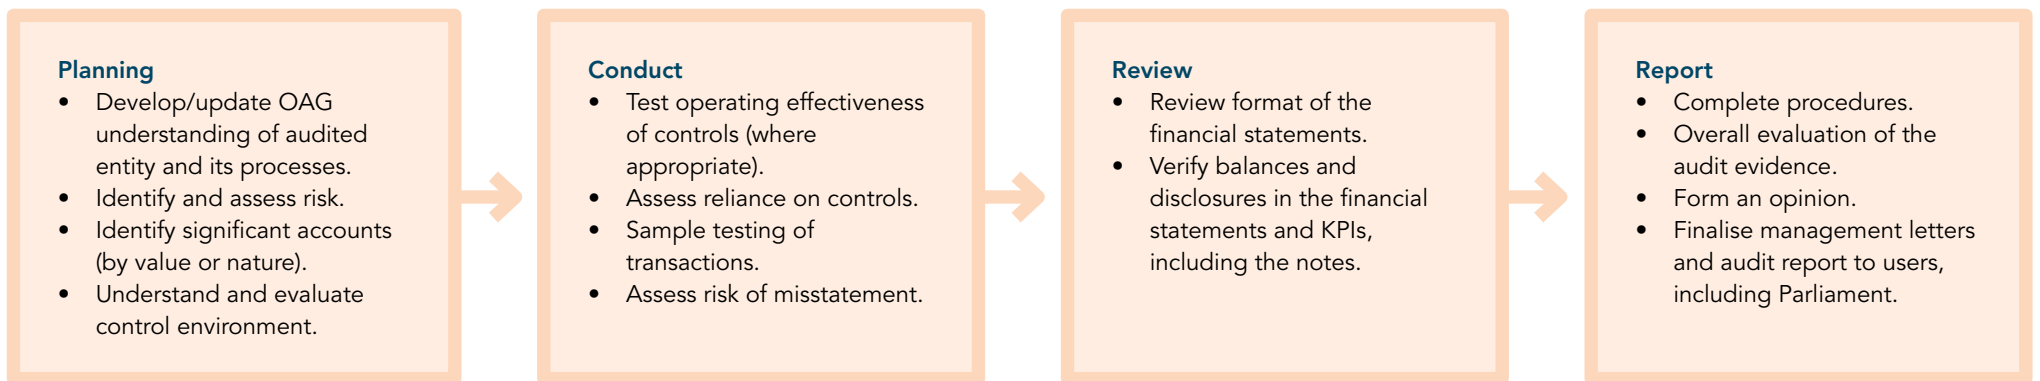 Planning
• Develop/update OAG
understanding of audited
entity and its processes.
• Identify and assess risk.
• Identify significant accounts
(by value or nature).
• Understand and evaluate
control environment.
Conduct
• Test operating effectiveness
of controls (where
appropriate).
• Assess reliance on controls.
• Sample testing of
transactions.
• Assess risk of misstatement.
Review
• Review format of the
financial statements.
• Verify balances and
disclosures in the financial
statements and KPIs,
including the notes.
Report
• Complete procedures.
• Overall evaluation of the
audit evidence.
• Form an opinion.
• Finalise management letters
and audit report to users,
including Parliament.